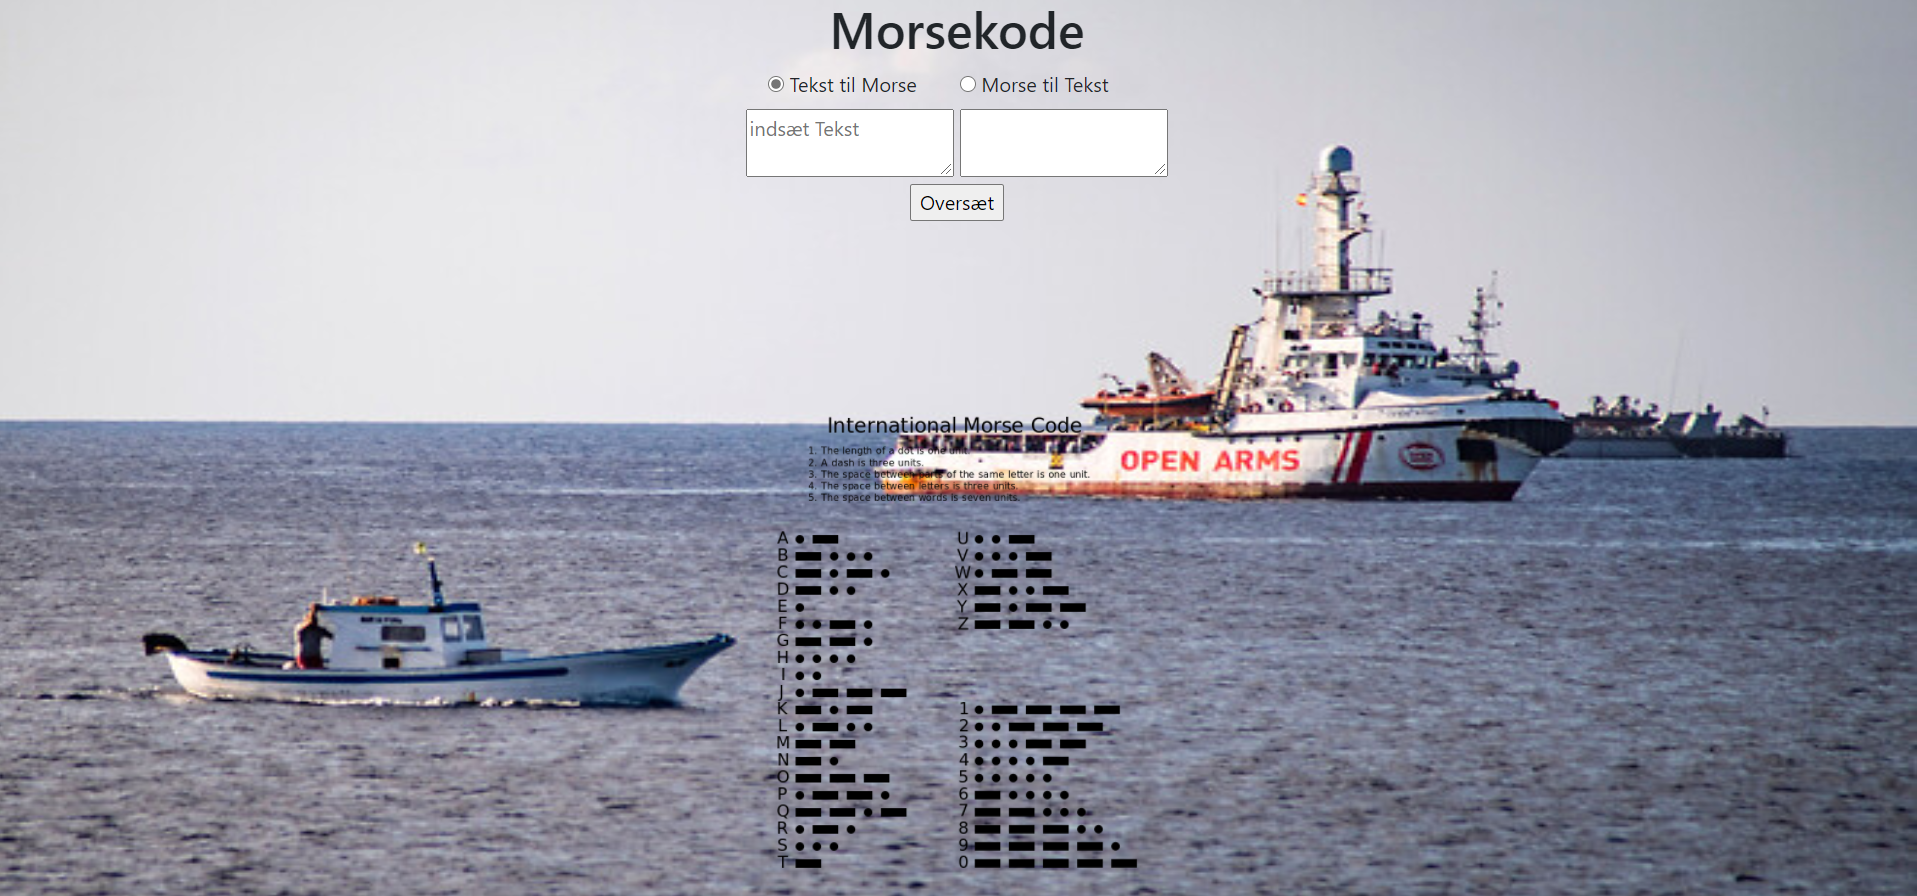 Morsekode
Tekst til Morse Morse til Tekst
indsæt Tekst
Oversæt
International Morse Code
1. The length of a dot is one unit.
2. A dash is three units.
3. The space between parts of the same letter is one unit.
4. The space between letters is three units.
5. The space between words is seven units.
OPEN ARMS
A U
B V
C W
D X
E Y
F Z
G
H
I
J
K 1
L 2
M 3
N 4
O 5
P 6
Q 7
R 8
S 9
T 0